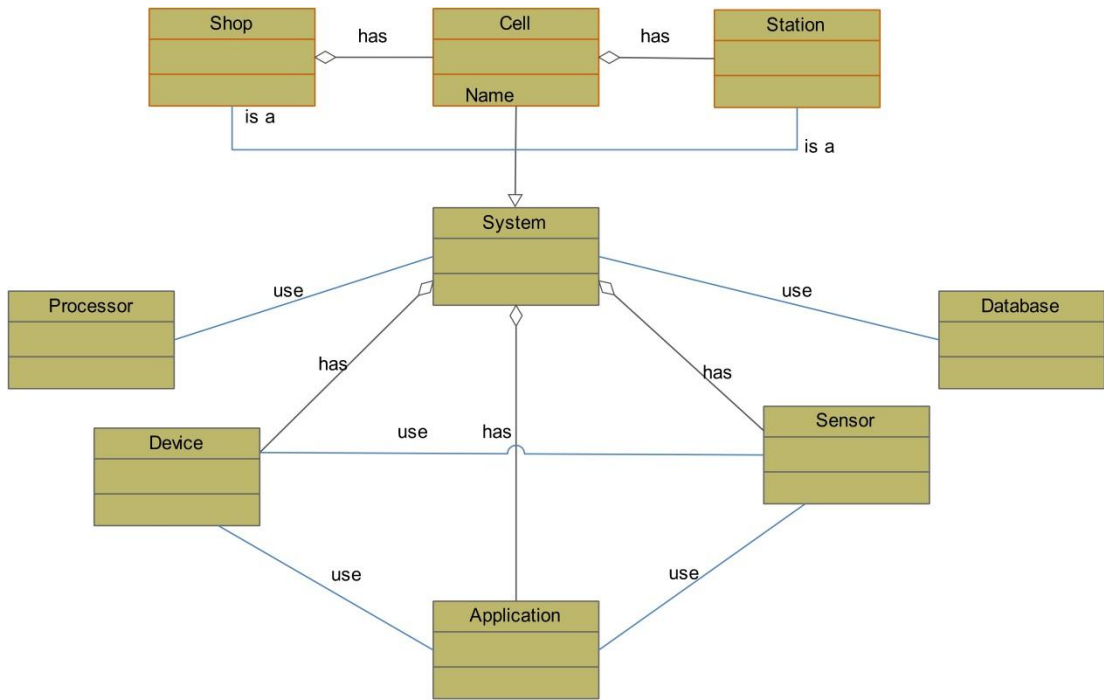 Shop
has
Cell
has
Station
Name
is a
is a
System
use
use
Processor
Database
has
has
Device
use
has
Sensor
use
use
Application